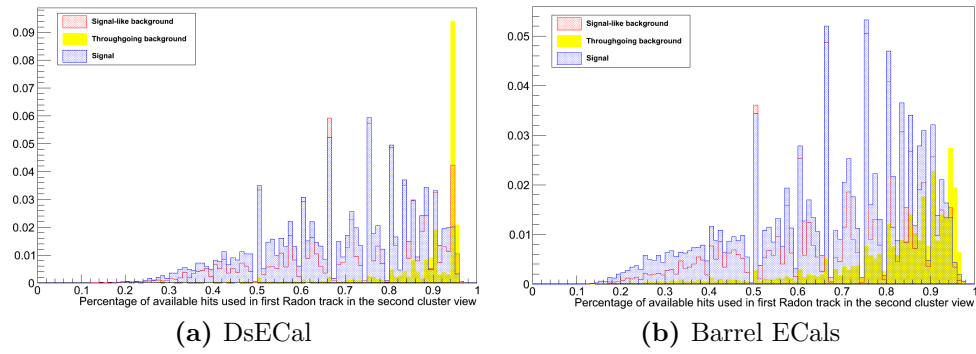 0.09
0.08
0.07
0.06
0.05
0.04
0.03
0.02
0.01
0
Signal-like background
Throughgoing background
Signal
0 0.1 0.2 0.3 0.4 0.5 0.6 0.7 0.8 0.9 1
Percentage of available hits used in first Radon track in the second cluster view
(a) DsECal
0.05
0.04
0.03
0.02
0.01
0
Signal-like background
Throughgoing background
Signal
0 0.1 0.2 0.3 0.4 0.5 0.6 0.7 0.8 0.9 1
Percentage of available hits used in first Radon track in the second cluster view
(b) Barrel ECals